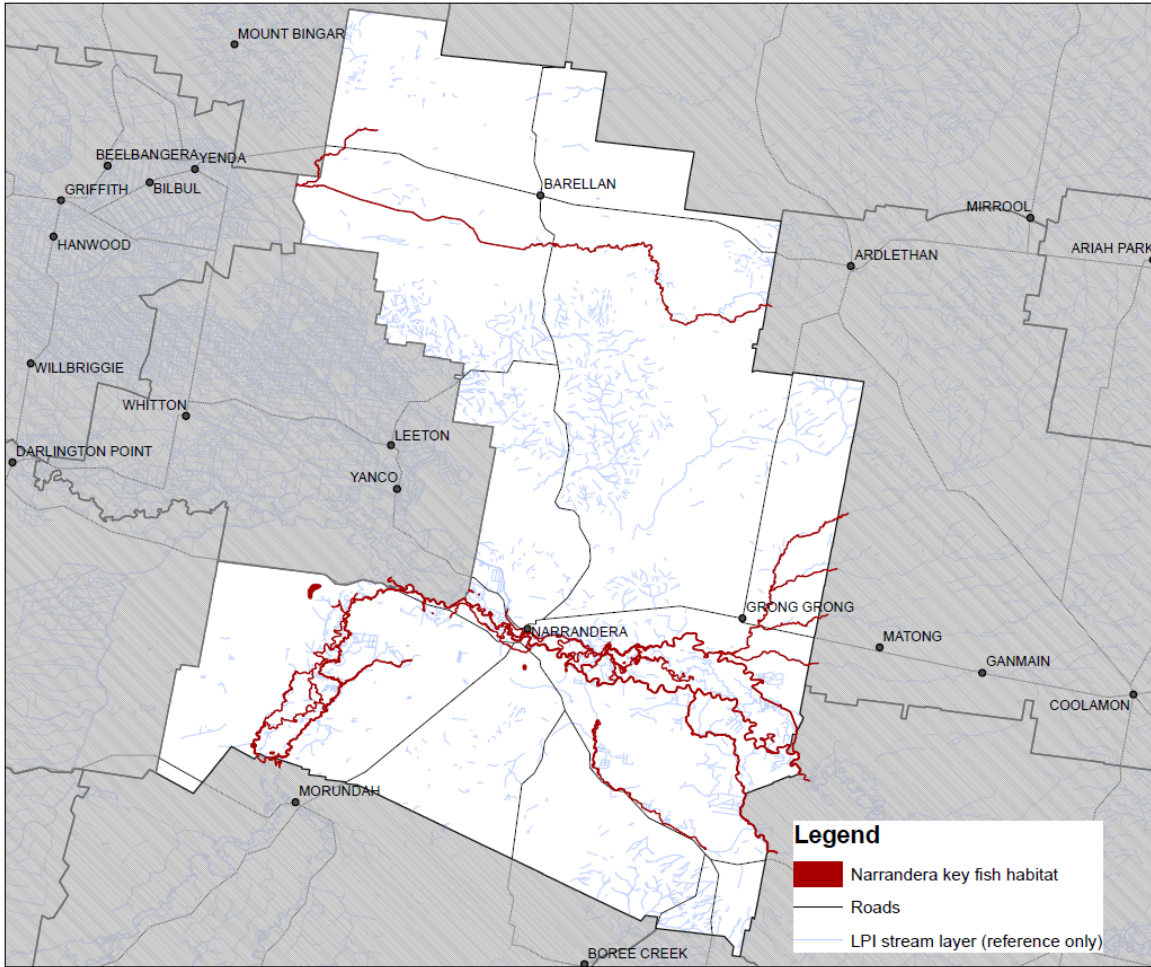 MOUNT BINGAR
BEELBANGERA
YENDA
BILBUL
GRIFFITH
BARELLAN
MIRROOL
HANWOOD
ARIAH PARK
ARDLETHAN
WILLBRIGGIE
WHITTON
LEETON
DARLINGTON POINT
YANCO
GRONG GRONG
NARRANDERA
MATONG
GANMAIN
COOLAMON
MORUNDAH
BOREE CREEK
Legend
Narrandera key fish habitat
Roads
LPI stream layer (reference only)